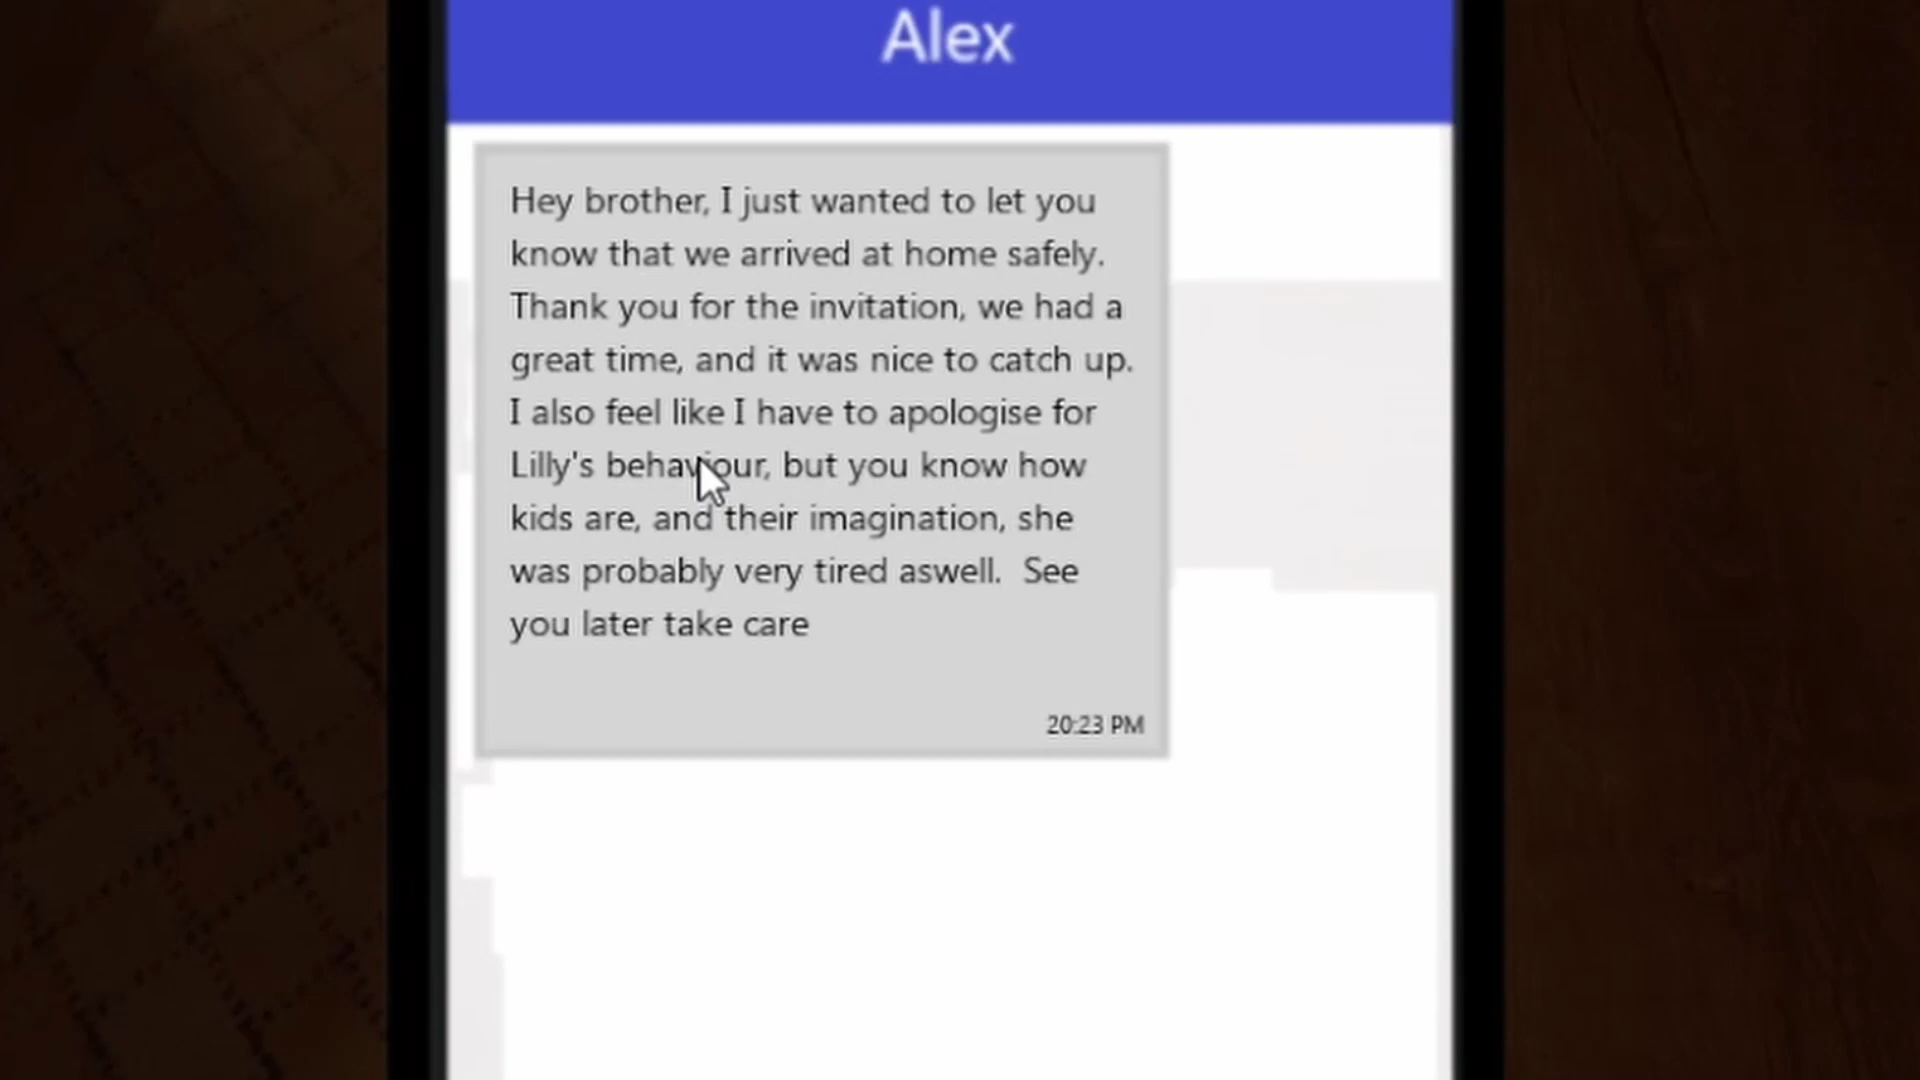 Alex
Hey brother, I just wanted to let you
know that we arrived at home safely.
Thank you for the invitation, we had a
great time, and it was nice to catch up.
I also feel like I have to apologise for
Lilly's behaviour, but you know how
kids are, and their imagination, she
was probably very tired aswell.  See
you later take care
20:23 PM